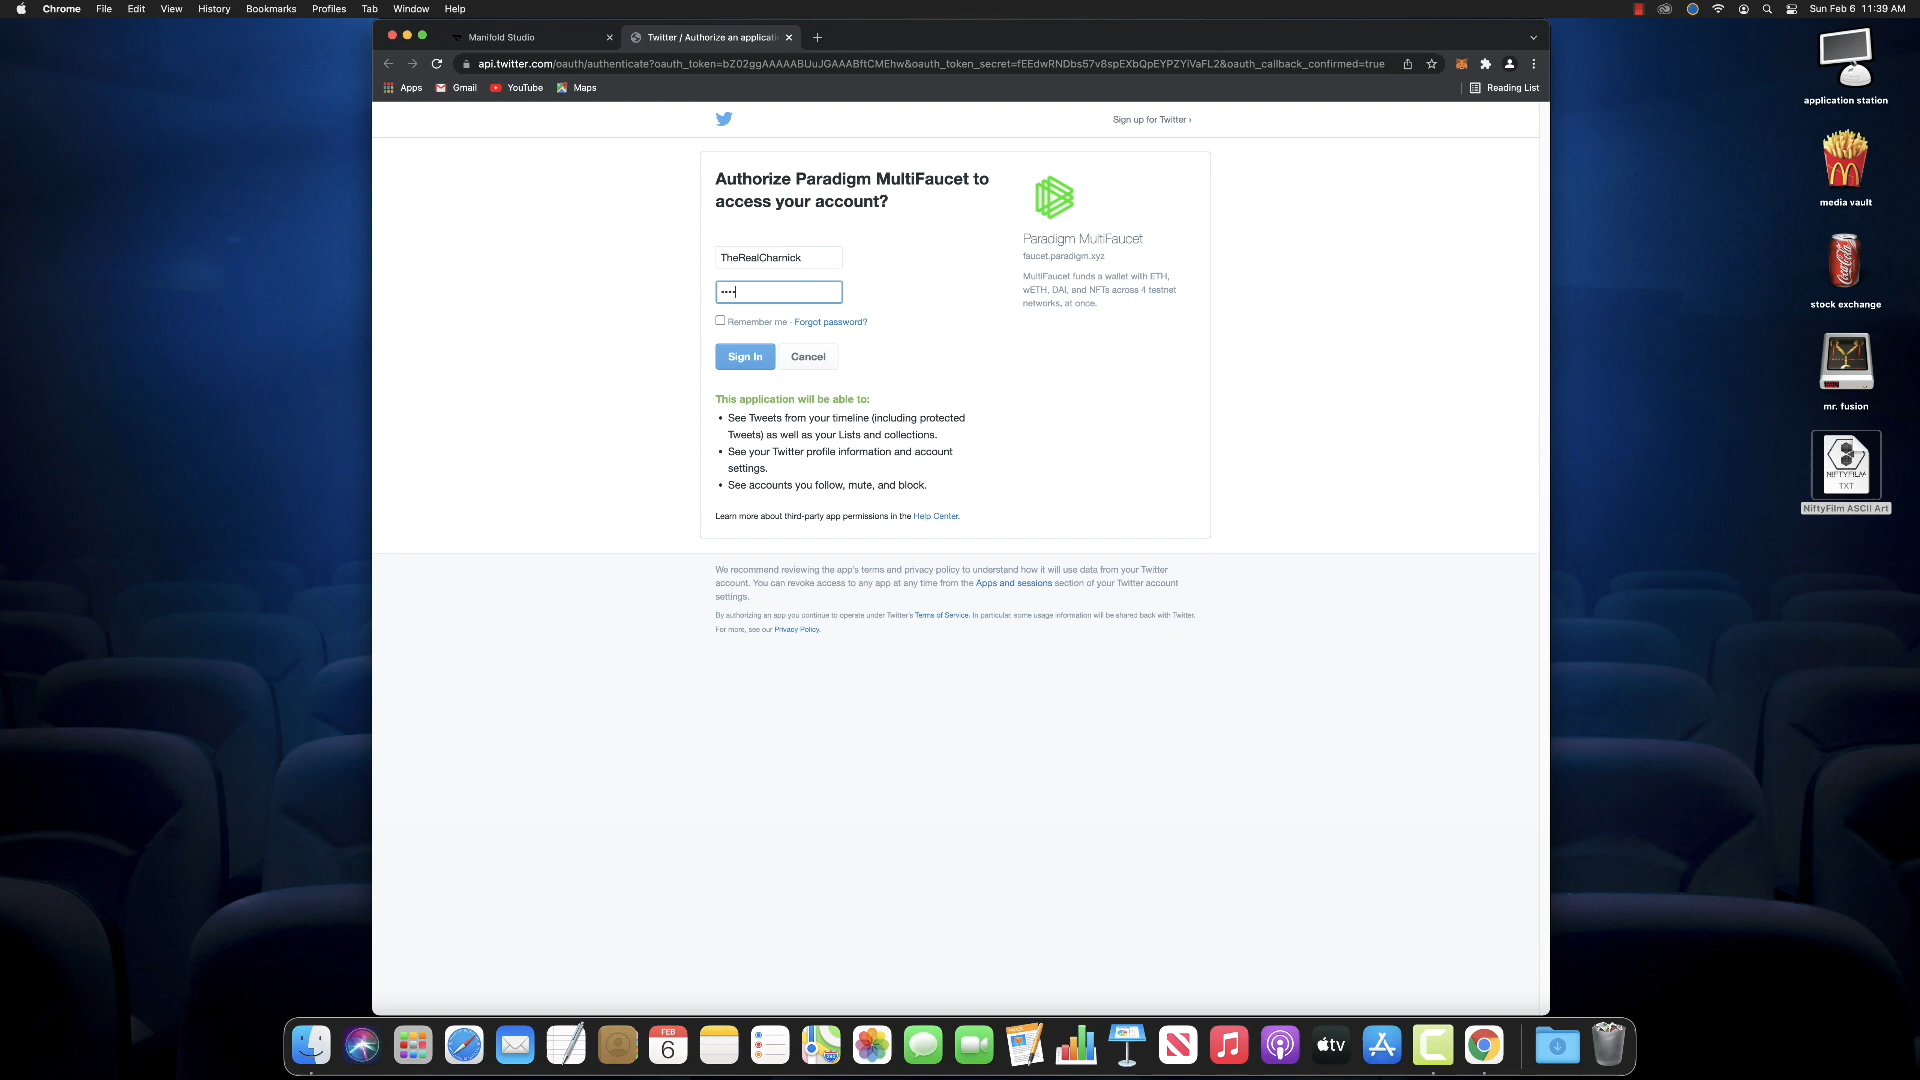 Chrome File Edit View History Bookmarks Profiles Tab Window Help
Sun Feb 6 11:39 AM
Manifold Studio
Twitter / Authorize an applicati
api.twitter.com/oauth/authenticate?oauth_token=bZ02ggAAAAABUuJGAAABftCMEhw&oauth_token_secret=fEEdwRNDbs57v8spEXbQpEYPZYiVaFL2&oauth_callback_confirmed=true
Apps Gmail YouTube Maps
Reading List
Sign up for Twitter ›
Authorize Paradigm MultiFaucet to
access your account?
TheRealCharnick
••••
Remember me · Forgot password?
Sign In Cancel
This application will be able to:
• See Tweets from your timeline (including protected
Tweets) as well as your Lists and collections.
• See your Twitter profile information and account
settings.
• See accounts you follow, mute, and block.
Learn more about third-party app permissions in the Help Center.
Paradigm MultiFaucet
faucet.paradigm.xyz
MultiFaucet funds a wallet with ETH,
wETH, DAI, and NFTs across 4 testnet
networks, at once.
We recommend reviewing the app's terms and privacy policy to understand how it will use data from your Twitter
account. You can revoke access to any app at any time from the Apps and sessions section of your Twitter account
settings.
By authorizing an app you continue to operate under Twitter's Terms of Service. In particular, some usage information will be shared back with Twitter.
For more, see our Privacy Policy.
application station
media vault
Coca-Cola
stock exchange
mr. fusion
NIFTYFILM
TXT
NiftyFilm ASCII Art
FEB
6
tv